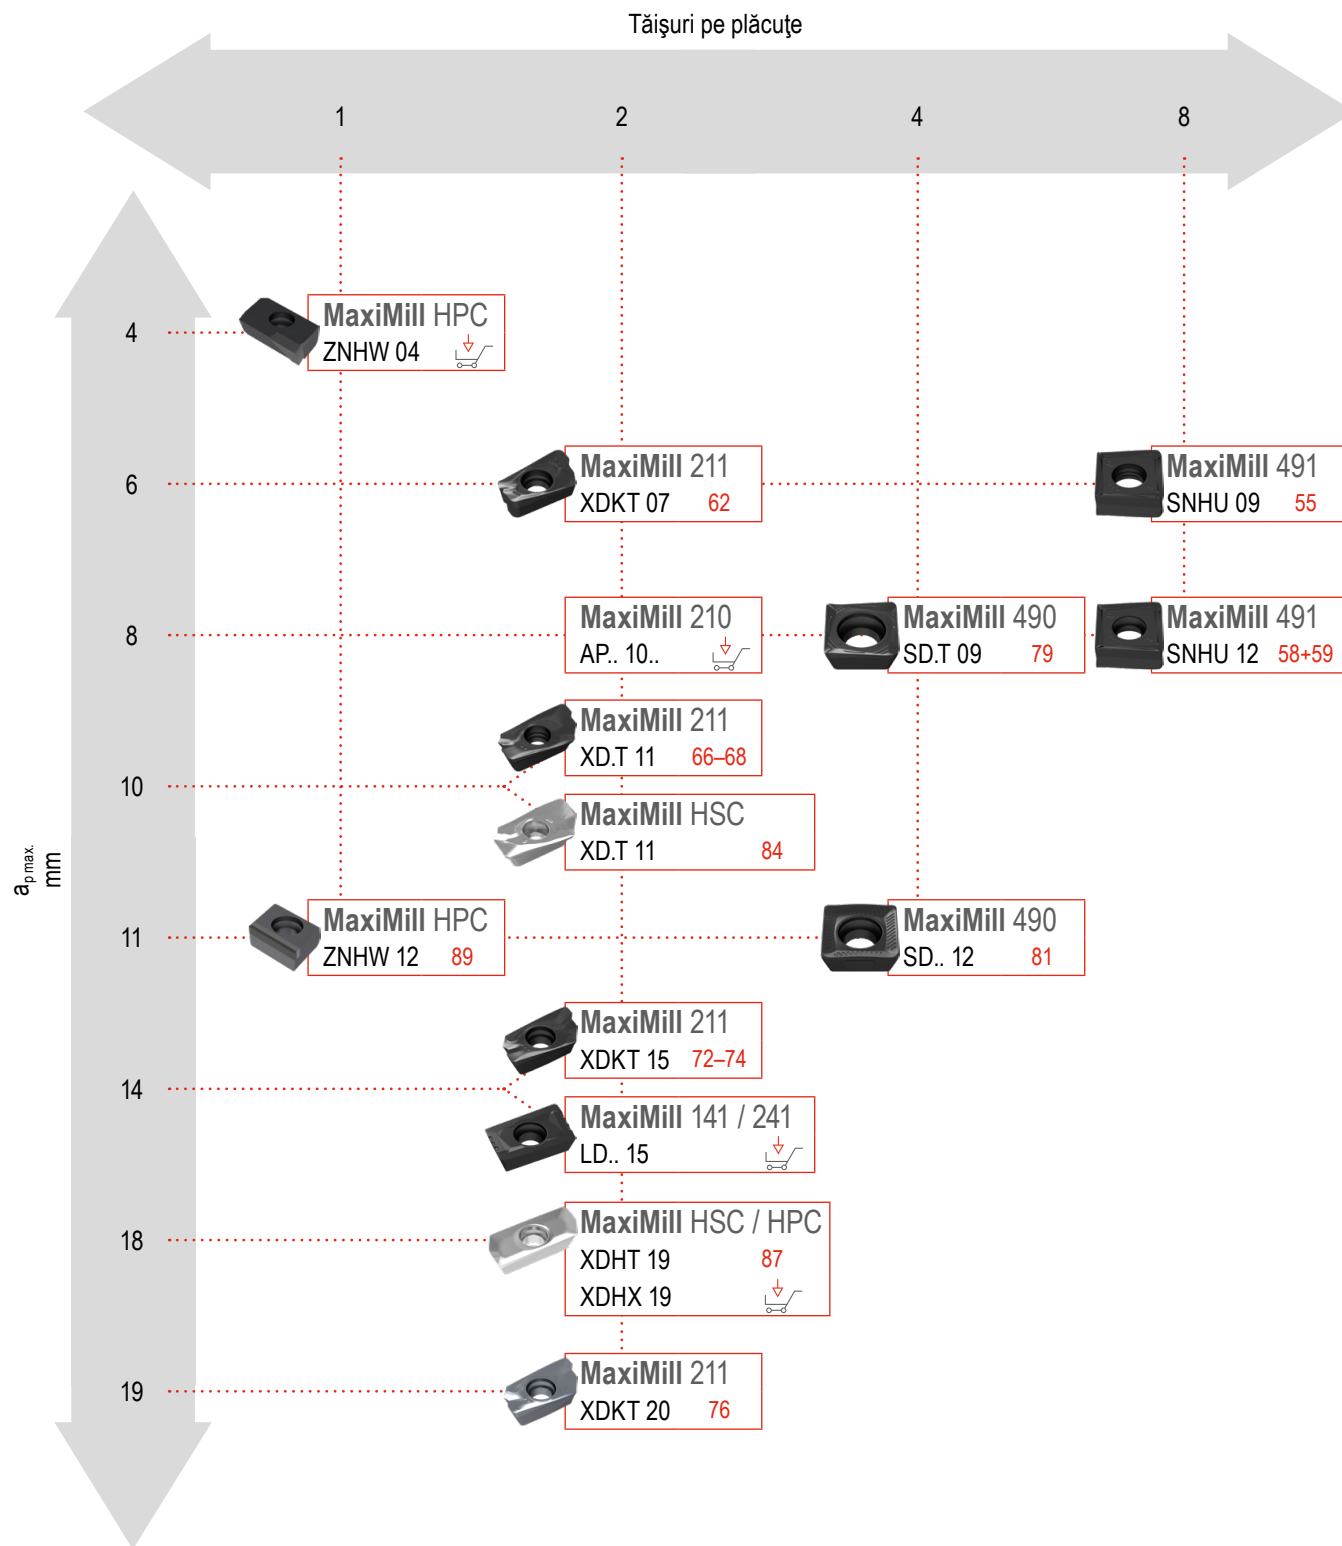 Tăişuri pe plăcuţe
1 2 4 8
4
MaxiMill HPC
ZNHW 04
6
MaxiMill 211
XDKT 07 62
MaxiMill 491
SNHU 09 55
8
MaxiMill 210
AP.. 10..
MaxiMill 490
SD.T 09 79
MaxiMill 491
SNHU 12 58+59
10
MaxiMill 211
XD.T 11 66–68
MaxiMill HSC
XD.T 11 84
ap max.
mm
11
MaxiMill HPC
ZNHW 12 89
MaxiMill 490
SD.. 12 81
14
MaxiMill 211
XDKT 15 72–74
MaxiMill 141 / 241
LD.. 15
18
MaxiMill HSC / HPC
XDHT 19 87
XDHX 19
19
MaxiMill 211
XDKT 20 76